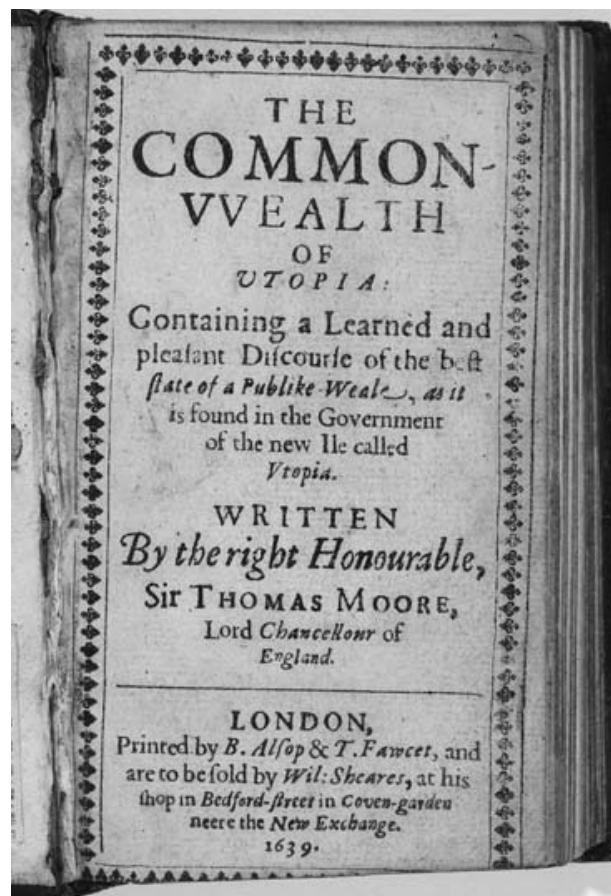 THE
COMMON-
VVEALTH
OF
VTOPIA:
Containing a Learned and
pleaſant Diſcourſe of the beſt
ſtate of a Publike-Weale, as it
is found in the Government
of the new Ile called
Vtopia.
WRITTEN
By the right Honourable,
Sir THOMAS MOORE,
Lord Chancellour of
England.
LONDON,
Printed by B. Alſop & T. Fawcet, and
are to be ſold by Wil: Sheares, at his
ſhop in Bedford-ſtreet in Coven-garden
neere the New Exchange.
1639.